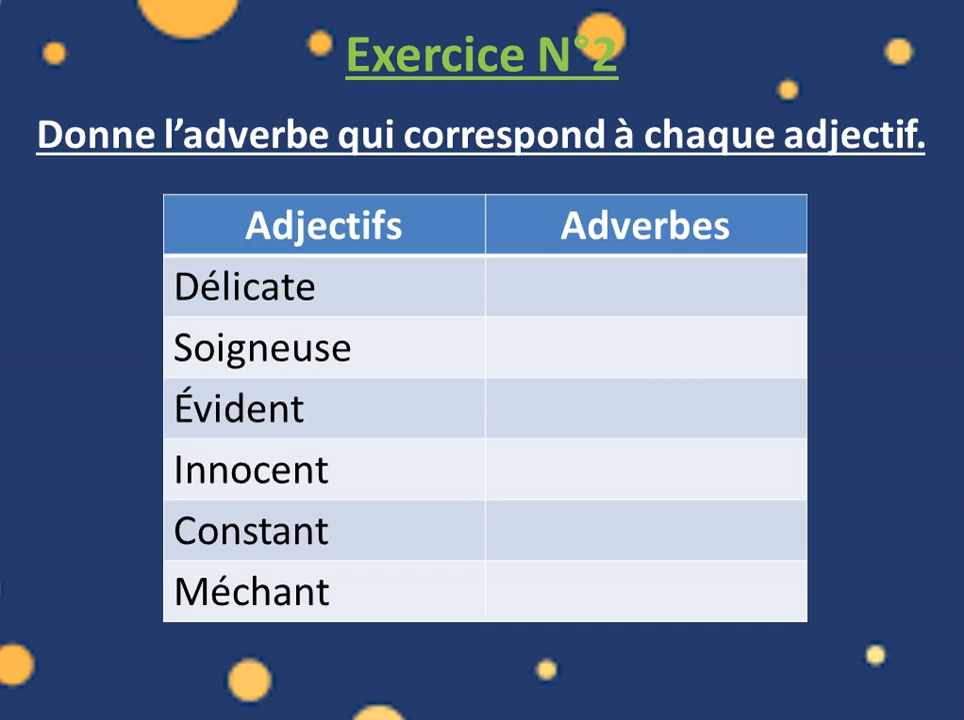 Exercice N°2
Donne l’adverbe qui correspond à chaque adjectif.
Adjectifs Adverbes
Délicate
Soigneuse
Évident
Innocent
Constant
Méchant